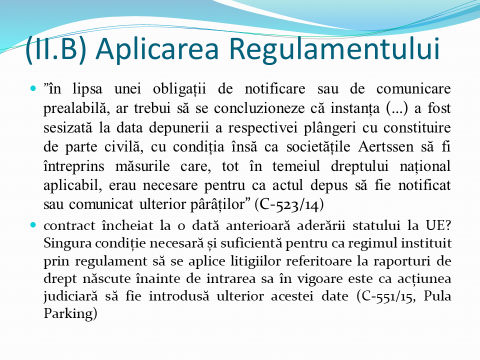 (II.B) Aplicarea Regulamentului
”în lipsa unei obligații de notificare sau de comunicare
prealabilă, ar trebui să se concluzioneze că instanța (...) a fost
sesizată la data depunerii a respectivei plângeri cu constituire
de parte civilă, cu condiția însă ca societățile Aertssen să fi
întreprins măsurile care, tot în temeiul dreptului național
aplicabil, erau necesare pentru ca actul depus să fie notificat
sau comunicat ulterior pârâților” (C-523/14)
contract încheiat la o dată anterioară aderării statului la UE?
Singura condiție necesară și suficientă pentru ca regimul instituit
prin regulament să se aplice litigiilor referitoare la raporturi de
drept născute înainte de intrarea sa în vigoare este ca acțiunea
judiciară să fie introdusă ulterior acestei date (C-551/15, Pula
Parking)